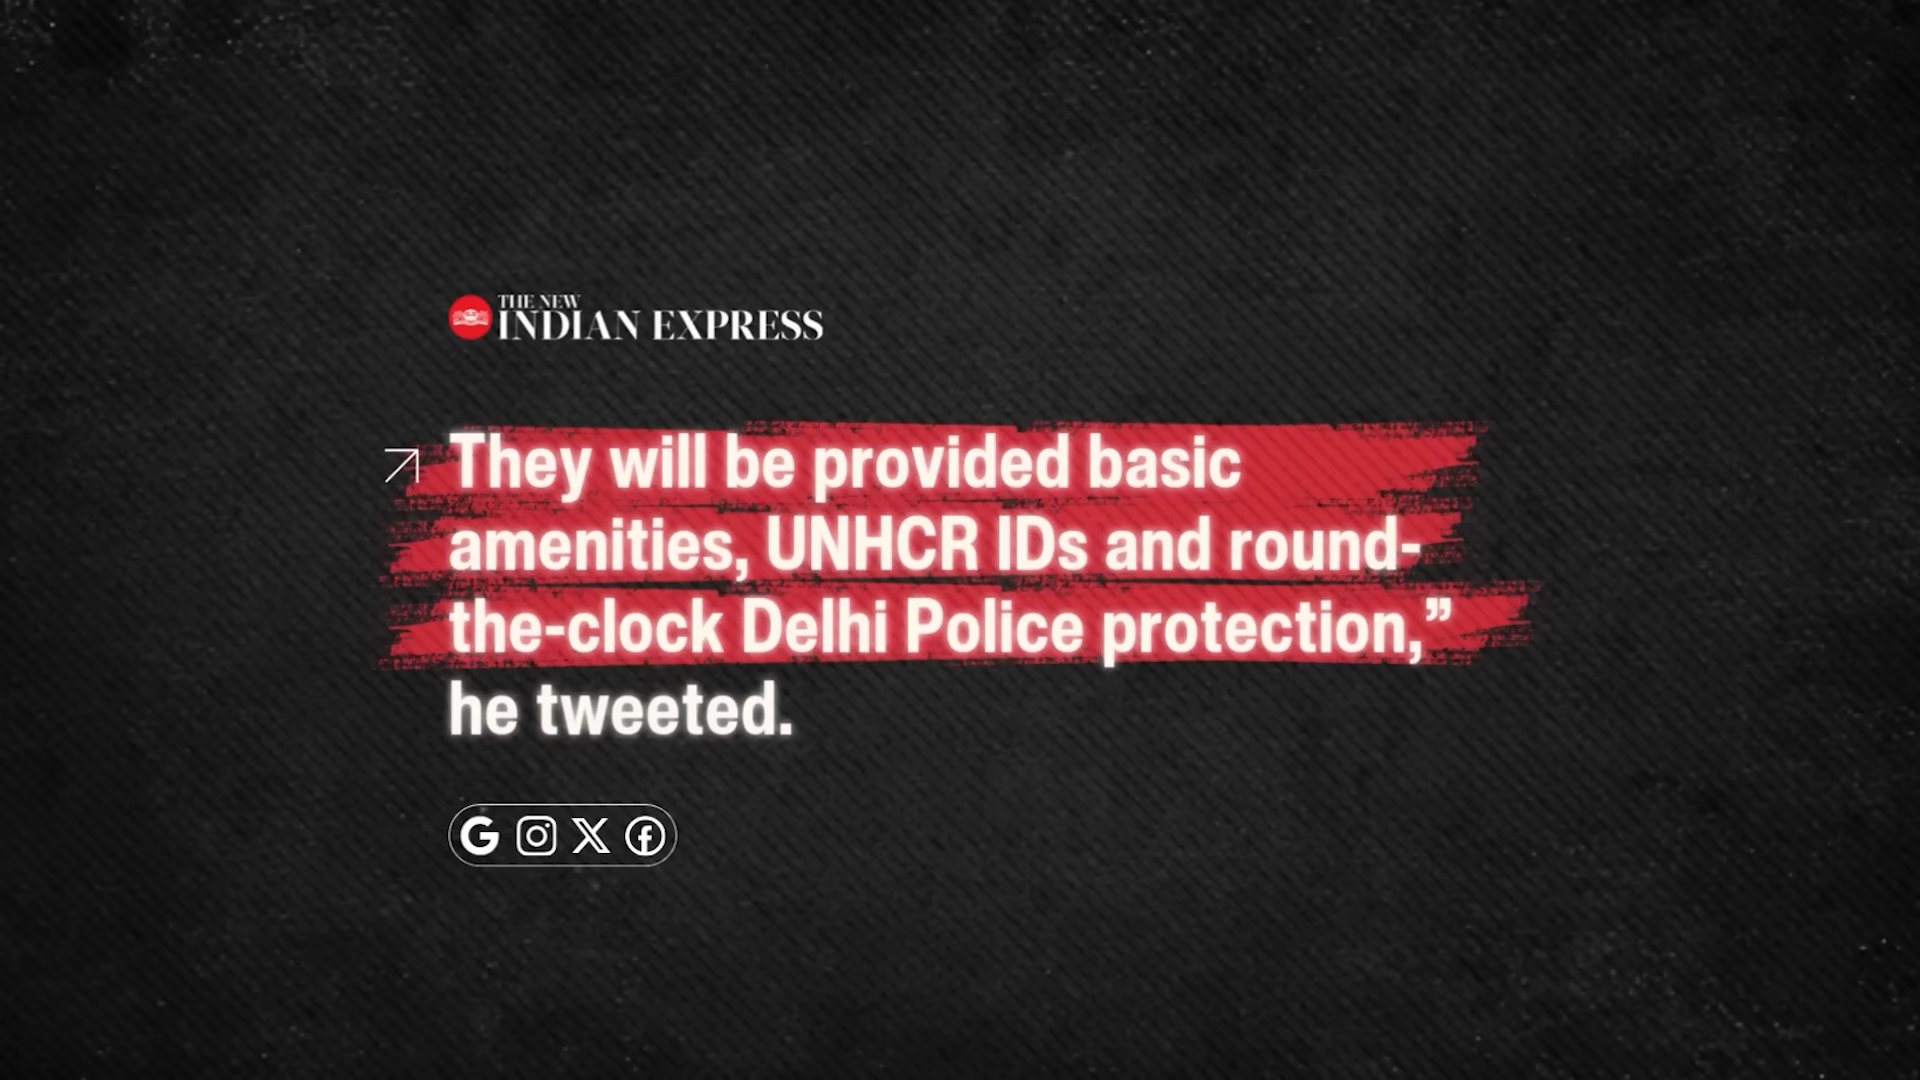 THE NEW
INDIAN EXPRESS
They will be provided basic
amenities, UNHCR IDs and round-
the-clock Delhi Police protection,”
he tweeted.